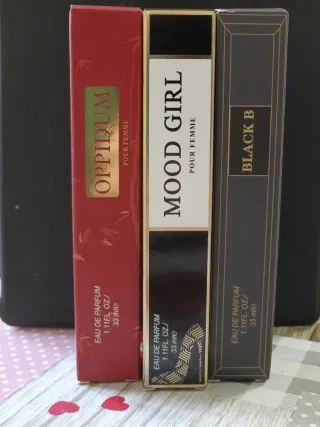 OPPIDUM
POUR FEMME
EAU DE PARFUM
1.11FL. OZ./
33 ml℮
MOOD GIRL
POUR FEMME
EAU DE PARFUM
1.11FL. OZ./
33 ml℮
BLACK B
EAU DE PARFUM
1.11FL. OZ./
33 ml℮